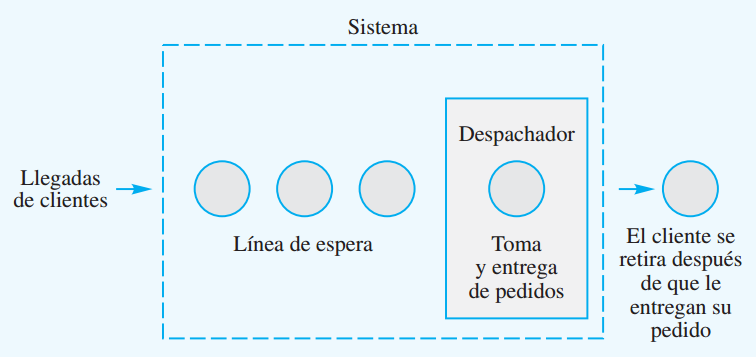 Sistema
Llegadas
de clientes
Línea de espera
Despachador
Toma
y entrega
de pedidos
El cliente se
retira después
de que le
entregan su
pedido